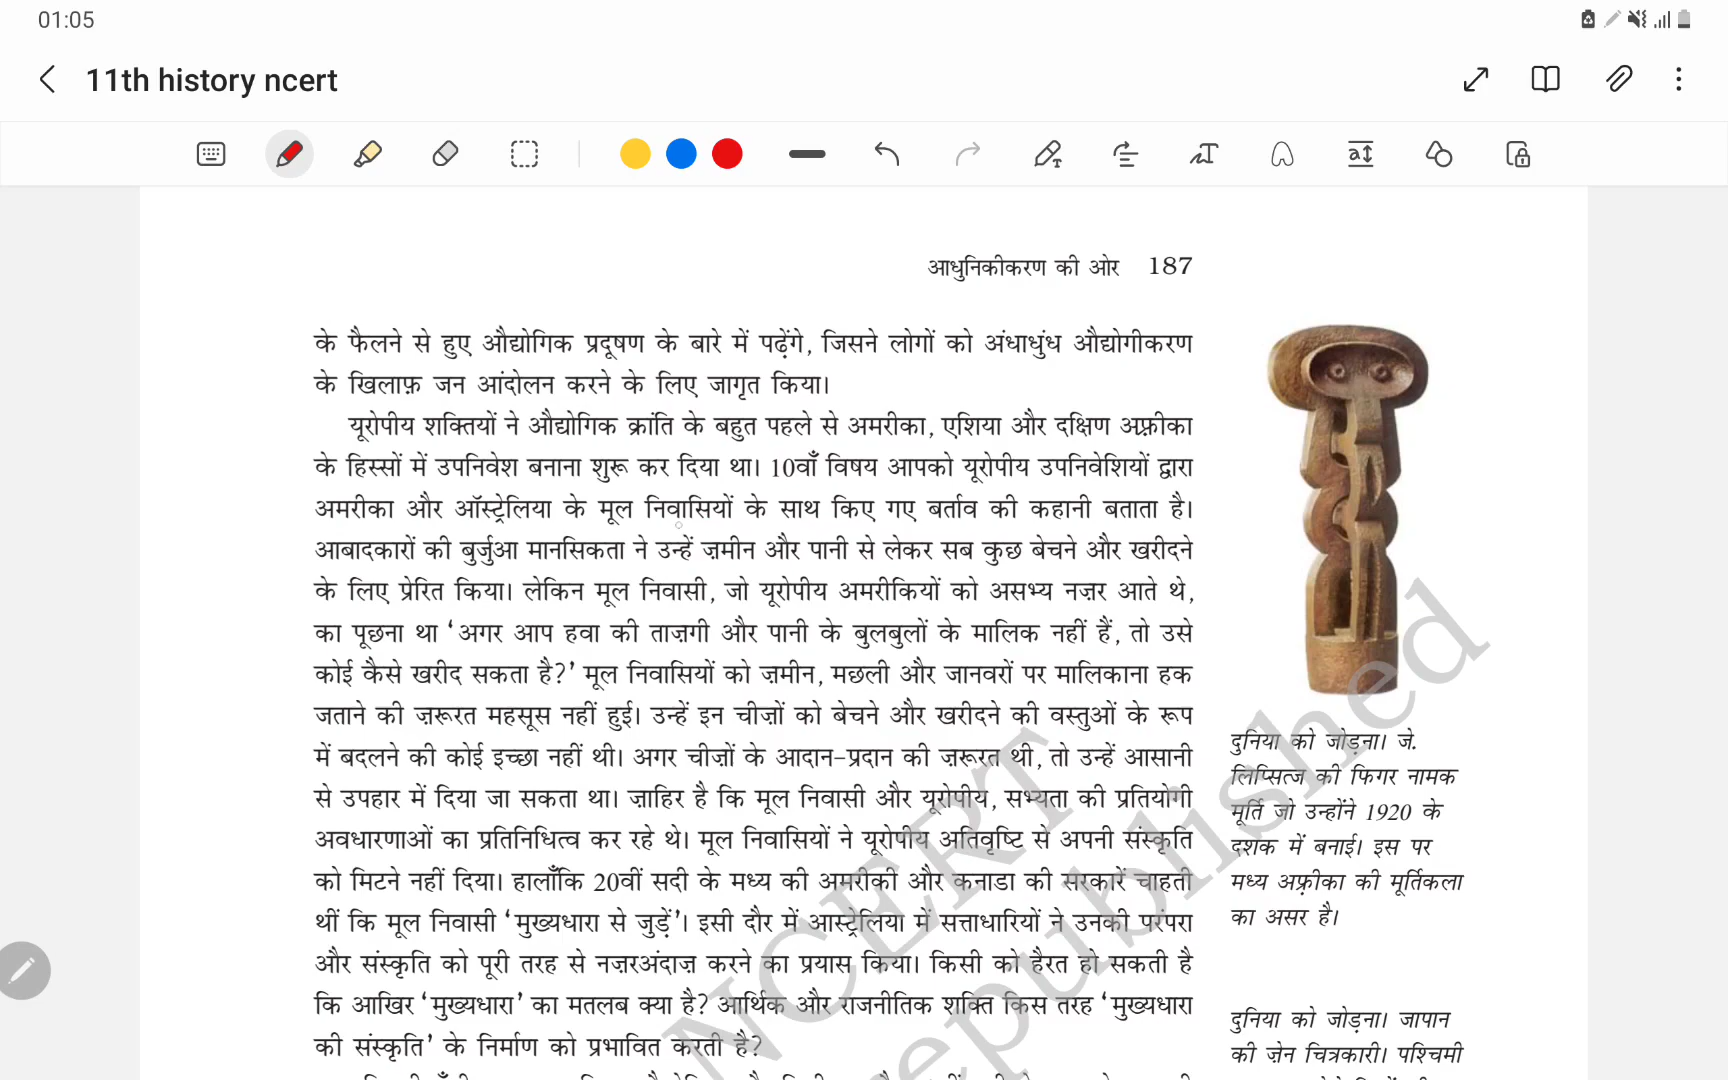 01:05
11th history ncert
आधुनिकीकरण की ओर 187
के फैलने से हुए औद्योगिक प्रदूषण के बारे में पढ़ेंगे, जिसने लोगों को अंधाधुंध औद्योगीकरण
के खिलाफ़ जन आंदोलन करने के लिए जागृत किया।
यूरोपीय शक्तियों ने औद्योगिक क्रांति के बहुत पहले से अमरीका, एशिया और दक्षिण अफ़्रीका
के हिस्सों में उपनिवेश बनाना शुरू कर दिया था। 10वाँ विषय आपको यूरोपीय उपनिवेशियों द्वारा
अमरीका और ऑस्ट्रेलिया के मूल निवासियों के साथ किए गए बर्ताव की कहानी बताता है।
आबादकारों की बुर्जुआ मानसिकता ने उन्हें ज़मीन और पानी से लेकर सब कुछ बेचने और खरीदने
के लिए प्रेरित किया। लेकिन मूल निवासी, जो यूरोपीय अमरीकियों को असभ्य नज़र आते थे,
का पूछना था ‘अगर आप हवा की ताज़गी और पानी के बुलबुलों के मालिक नहीं हैं, तो उसे
कोई कैसे खरीद सकता है?’ मूल निवासियों को ज़मीन, मछली और जानवरों पर मालिकाना हक
जताने की ज़रूरत महसूस नहीं हुई। उन्हें इन चीज़ों को बेचने और खरीदने की वस्तुओं के रूप
में बदलने की कोई इच्छा नहीं थी। अगर चीज़ों के आदान-प्रदान की ज़रूरत थी, तो उन्हें आसानी
से उपहार में दिया जा सकता था। ज़ाहिर है कि मूल निवासी और यूरोपीय, सभ्यता की प्रतियोगी
अवधारणाओं का प्रतिनिधित्व कर रहे थे। मूल निवासियों ने यूरोपीय अतिवृष्टि से अपनी संस्कृति
को मिटने नहीं दिया। हालाँकि 20वीं सदी के मध्य की अमरीकी और कनाडा की सरकारें चाहती
थीं कि मूल निवासी ‘मुख्यधारा से जुड़ें’। इसी दौर में आस्ट्रेलिया में सत्ताधारियों ने उनकी परंपरा
और संस्कृति को पूरी तरह से नज़रअंदाज़ करने का प्रयास किया। किसी को हैरत हो सकती है
कि आखिर ‘मुख्यधारा’ का मतलब क्या है? आर्थिक और राजनीतिक शक्ति किस तरह ‘मुख्यधारा
की संस्कृति’ के निर्माण को प्रभावित करती है?
दुनिया को जोड़ना। जे.
लिप्सित्ज की फिगर नामक
मूर्ति जो उन्होंने 1920 के
दशक में बनाई। इस पर
मध्य अफ़्रीका की मूर्तिकला
का असर है।
दुनिया को जोड़ना। जापान
की ज़ेन चित्रकारी। पश्चिमी
NCERT
republished